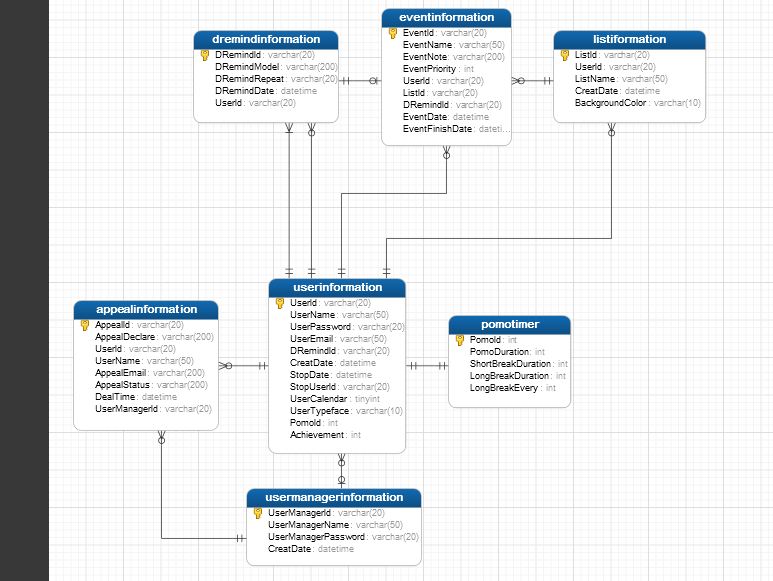 dremindinformation
DRemindId : varchar(20)
DRemindModel : varchar(200)
DRemindRepeat : varchar(20)
DRemindDate : datetime
UserId : varchar(20)
eventinformation
EventId : varchar(20)
EventName : varchar(50)
EventNote : varchar(200)
EventPriority : int
UserId : varchar(20)
ListId : varchar(20)
DRemindId : varchar(20)
EventDate : datetime
EventFinishDate : dateti...
listiformation
ListId : varchar(20)
UserId : varchar(20)
ListName : varchar(50)
CreatDate : datetime
BackgroundColor : varchar(10)
appealinformation
AppealId : varchar(20)
AppealDeclare : varchar(200)
UserId : varchar(20)
UserName : varchar(50)
AppealEmail : varchar(200)
AppealStatus : varchar(200)
DealTime : datetime
UserManagerId : varchar(20)
userinformation
UserId : varchar(20)
UserName : varchar(50)
UserPassword : varchar(20)
UserEmail : varchar(50)
DRemindId : varchar(20)
CreatDate : datetime
StopDate : datetime
StopUserId : varchar(20)
UserCalendar : tinyint
UserTypeface : varchar(10)
PomoId : int
Achievement : int
pomotimer
PomoId : int
PomoDuration : int
ShortBreakDuration : int
LongBreakDuration : int
LongBreakEvery : int
usermanagerinformation
UserManagerId : varchar(20)
UserManagerName : varchar(50)
UserManagerPassword : varchar(20)
CreatDate : datetime